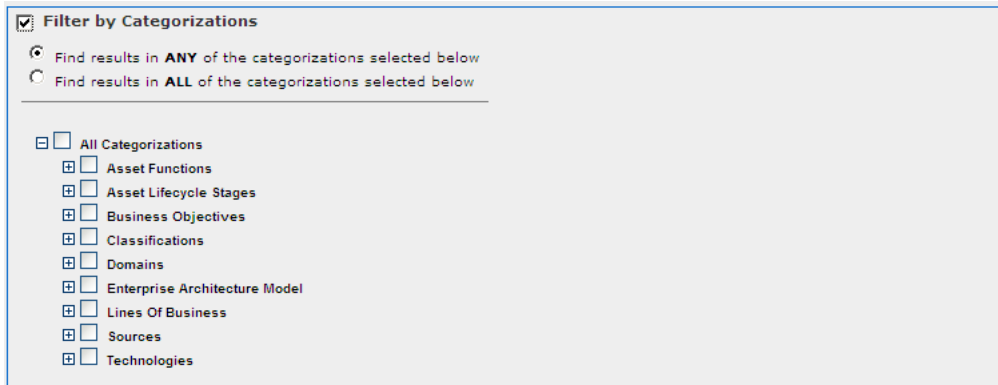 Filter by Categorizations
Find results in ANY of the categorizations selected below
Find results in ALL of the categorizations selected below
All Categorizations
Asset Functions
Asset Lifecycle Stages
Business Objectives
Classifications
Domains
Enterprise Architecture Model
Lines Of Business
Sources
Technologies